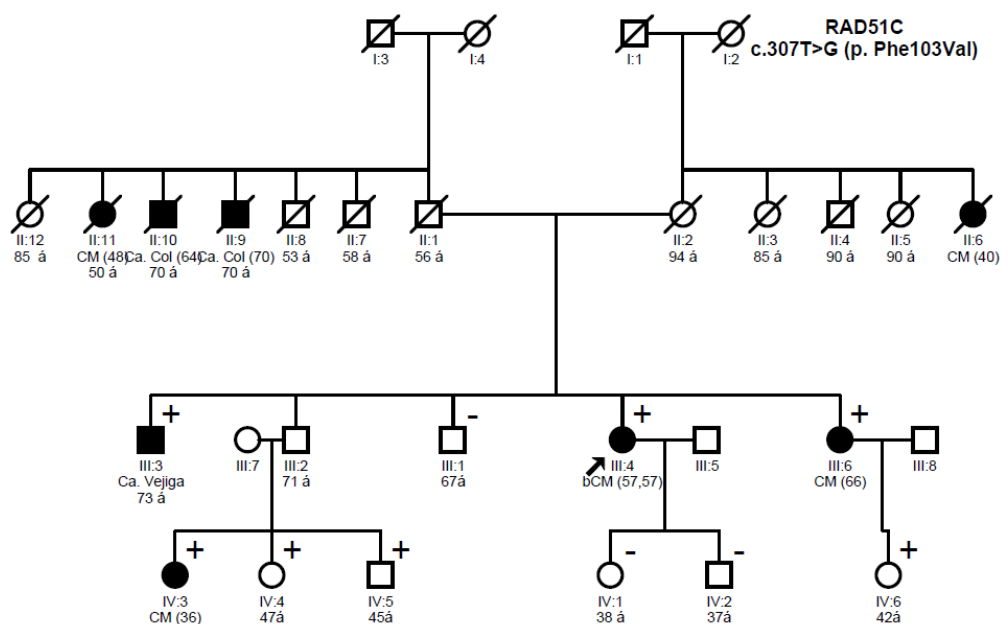 RAD51C
c.307T>G (p. Phe103Val)
I:3
I:4
I:1
I:2
II:12
85 á
II:11
CM (48)
50 á
II:10
Ca. Col (64)
70 á
II:9
Ca. Col (70)
70 á
II:8
53 á
II:7
58 á
II:1
56 á
II:2
94 á
II:3
85 á
II:4
90 á
II:5
90 á
II:6
CM (40)
+
III:3
Ca. Vejiga
73 á
III:7
III:2
71 á
-
III:1
67á
+
III:4
bCM (57,57)
III:5
+
III:6
CM (66)
III:8
+
IV:3
CM (36)
+
IV:4
47á
+
IV:5
45á
-
IV:1
38 á
-
IV:2
37á
+
IV:6
42á